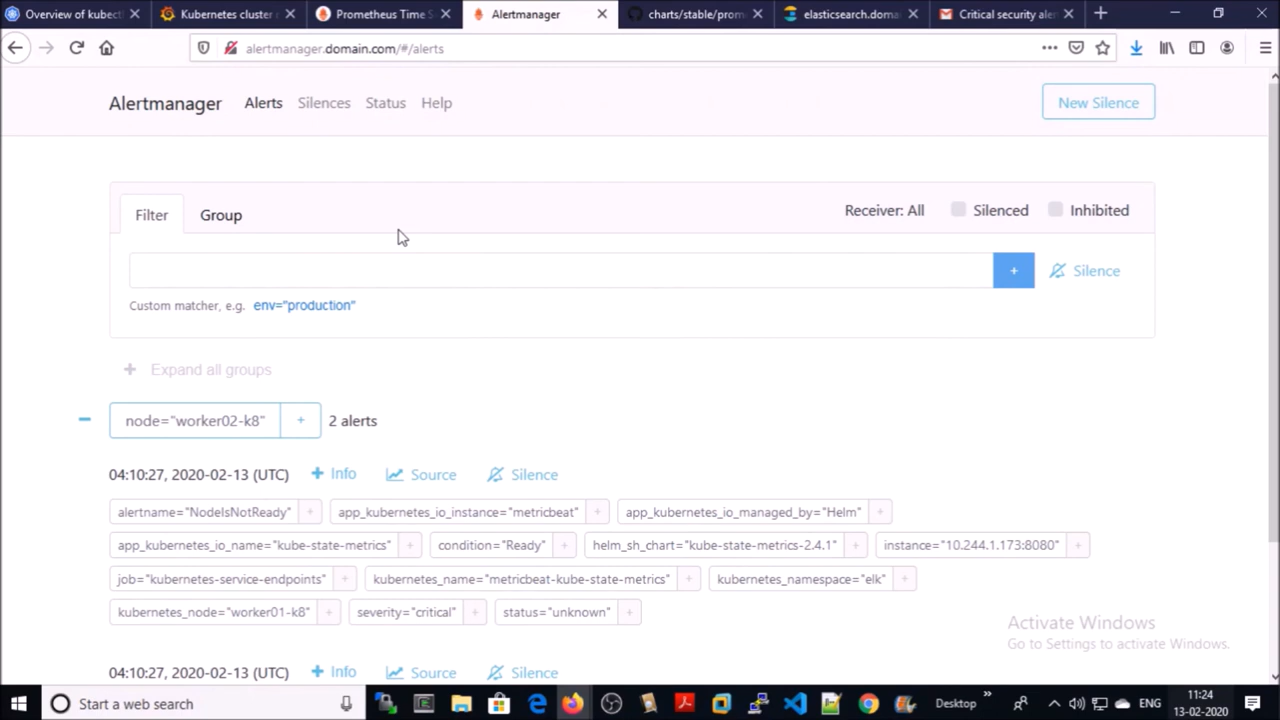 Overview of kubect
Kubernetes cluster
Prometheus Time S
Alertmanager
charts/stable/prom
elasticsearch.doma
Critical security aler
alertmanager.domain.com/#/alerts
Alertmanager
Alerts
Silences
Status
Help
New Silence
Filter
Group
Receiver: All
Silenced
Inhibited
+
Silence
Custom matcher, e.g. env="production"
+ Expand all groups
- node="worker02-k8" + 2 alerts
04:10:27, 2020-02-13 (UTC) + Info Source Silence
alertname="NodeIsNotReady" + app_kubernetes_io_instance="metricbeat" + app_kubernetes_io_managed_by="Helm" +
app_kubernetes_io_name="kube-state-metrics" + condition="Ready" + helm_sh_chart="kube-state-metrics-2.4.1" + instance="10.244.1.173:8080" +
job="kubernetes-service-endpoints" + kubernetes_name="metricbeat-kube-state-metrics" + kubernetes_namespace="elk" +
kubernetes_node="worker01-k8" + severity="critical" + status="unknown" +
Activate Windows
Go to Settings to activate Windows.
04:10:27, 2020-02-13 (UTC) + Info Source Silence
Start a web search
Desktop
ENG
11:24
13-02-2020